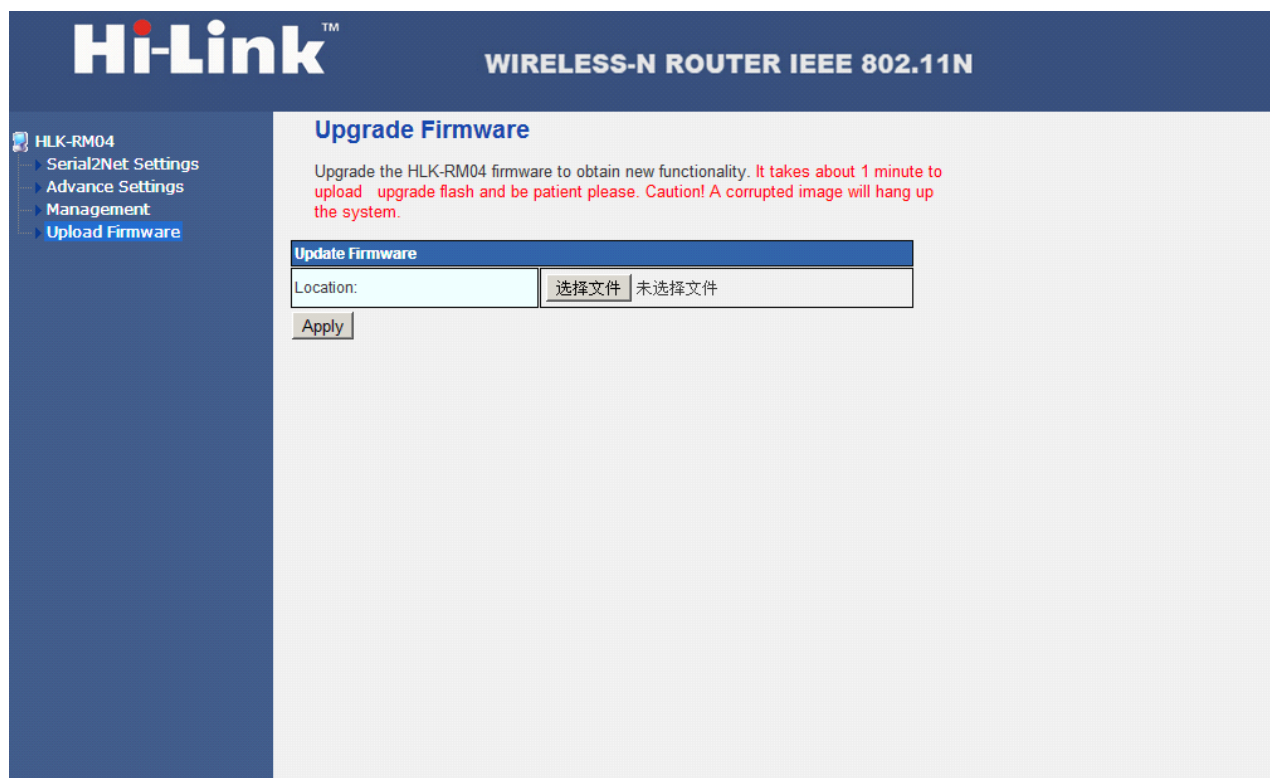 Hi-Link™
WIRELESS-N ROUTER IEEE 802.11N
HLK-RM04
Serial2Net Settings
Advance Settings
Management
Upload Firmware
Upgrade Firmware
Upgrade the HLK-RM04 firmware to obtain new functionality. It takes about 1 minute to
upload upgrade flash and be patient please. Caution! A corrupted image will hang up
the system.
Update Firmware
Location: 选择文件 未选择文件
Apply